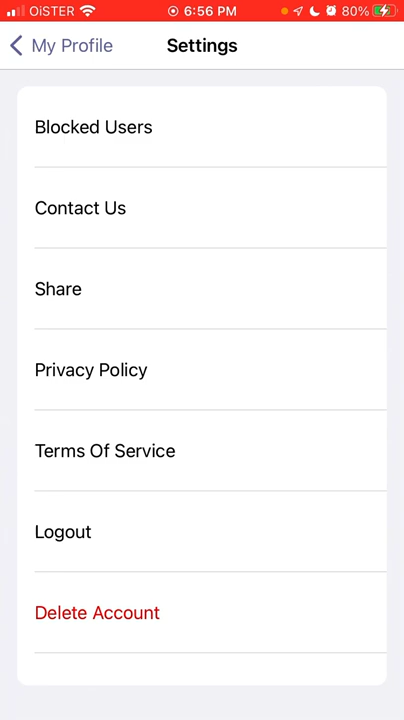 OiSTER 6:56 PM 80%
My Profile Settings
Blocked Users
Contact Us
Share
Privacy Policy
Terms Of Service
Logout
Delete Account